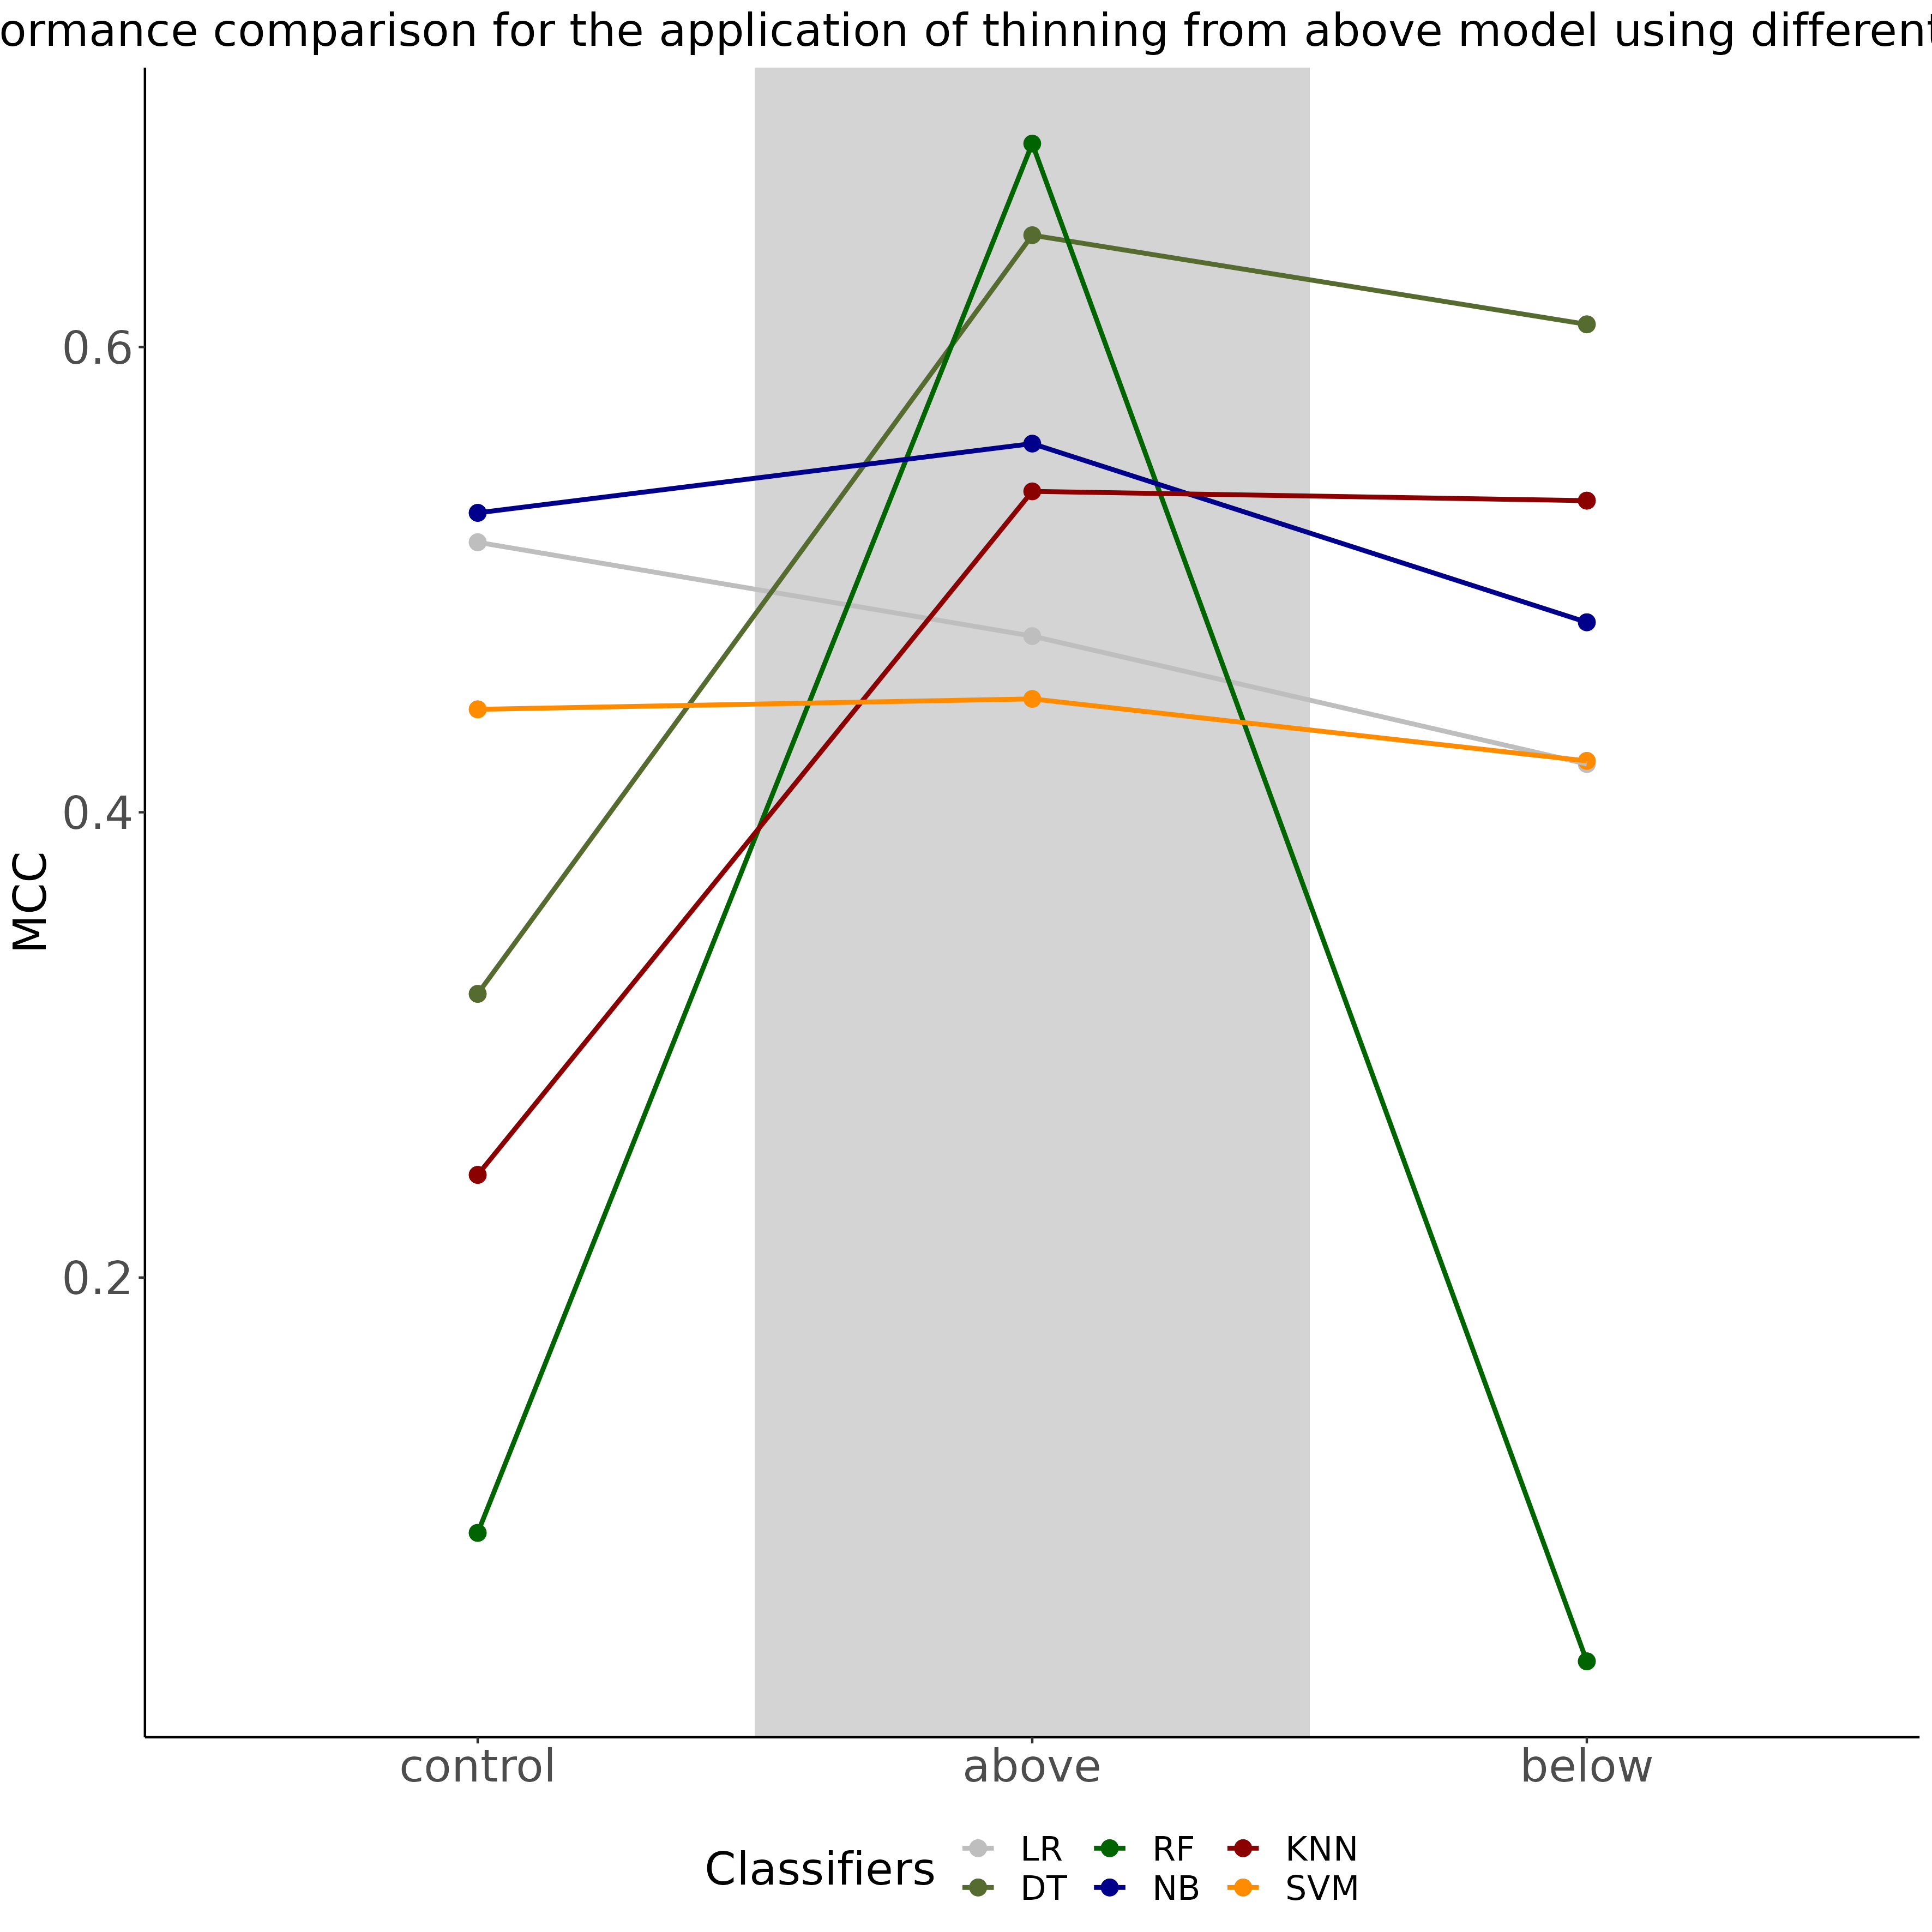 ormance comparison for the application of thinning from above model using different
0.6
0.4
0.2
MCC
control above below
Classifiers
LR RF KNN
DT NB SVM